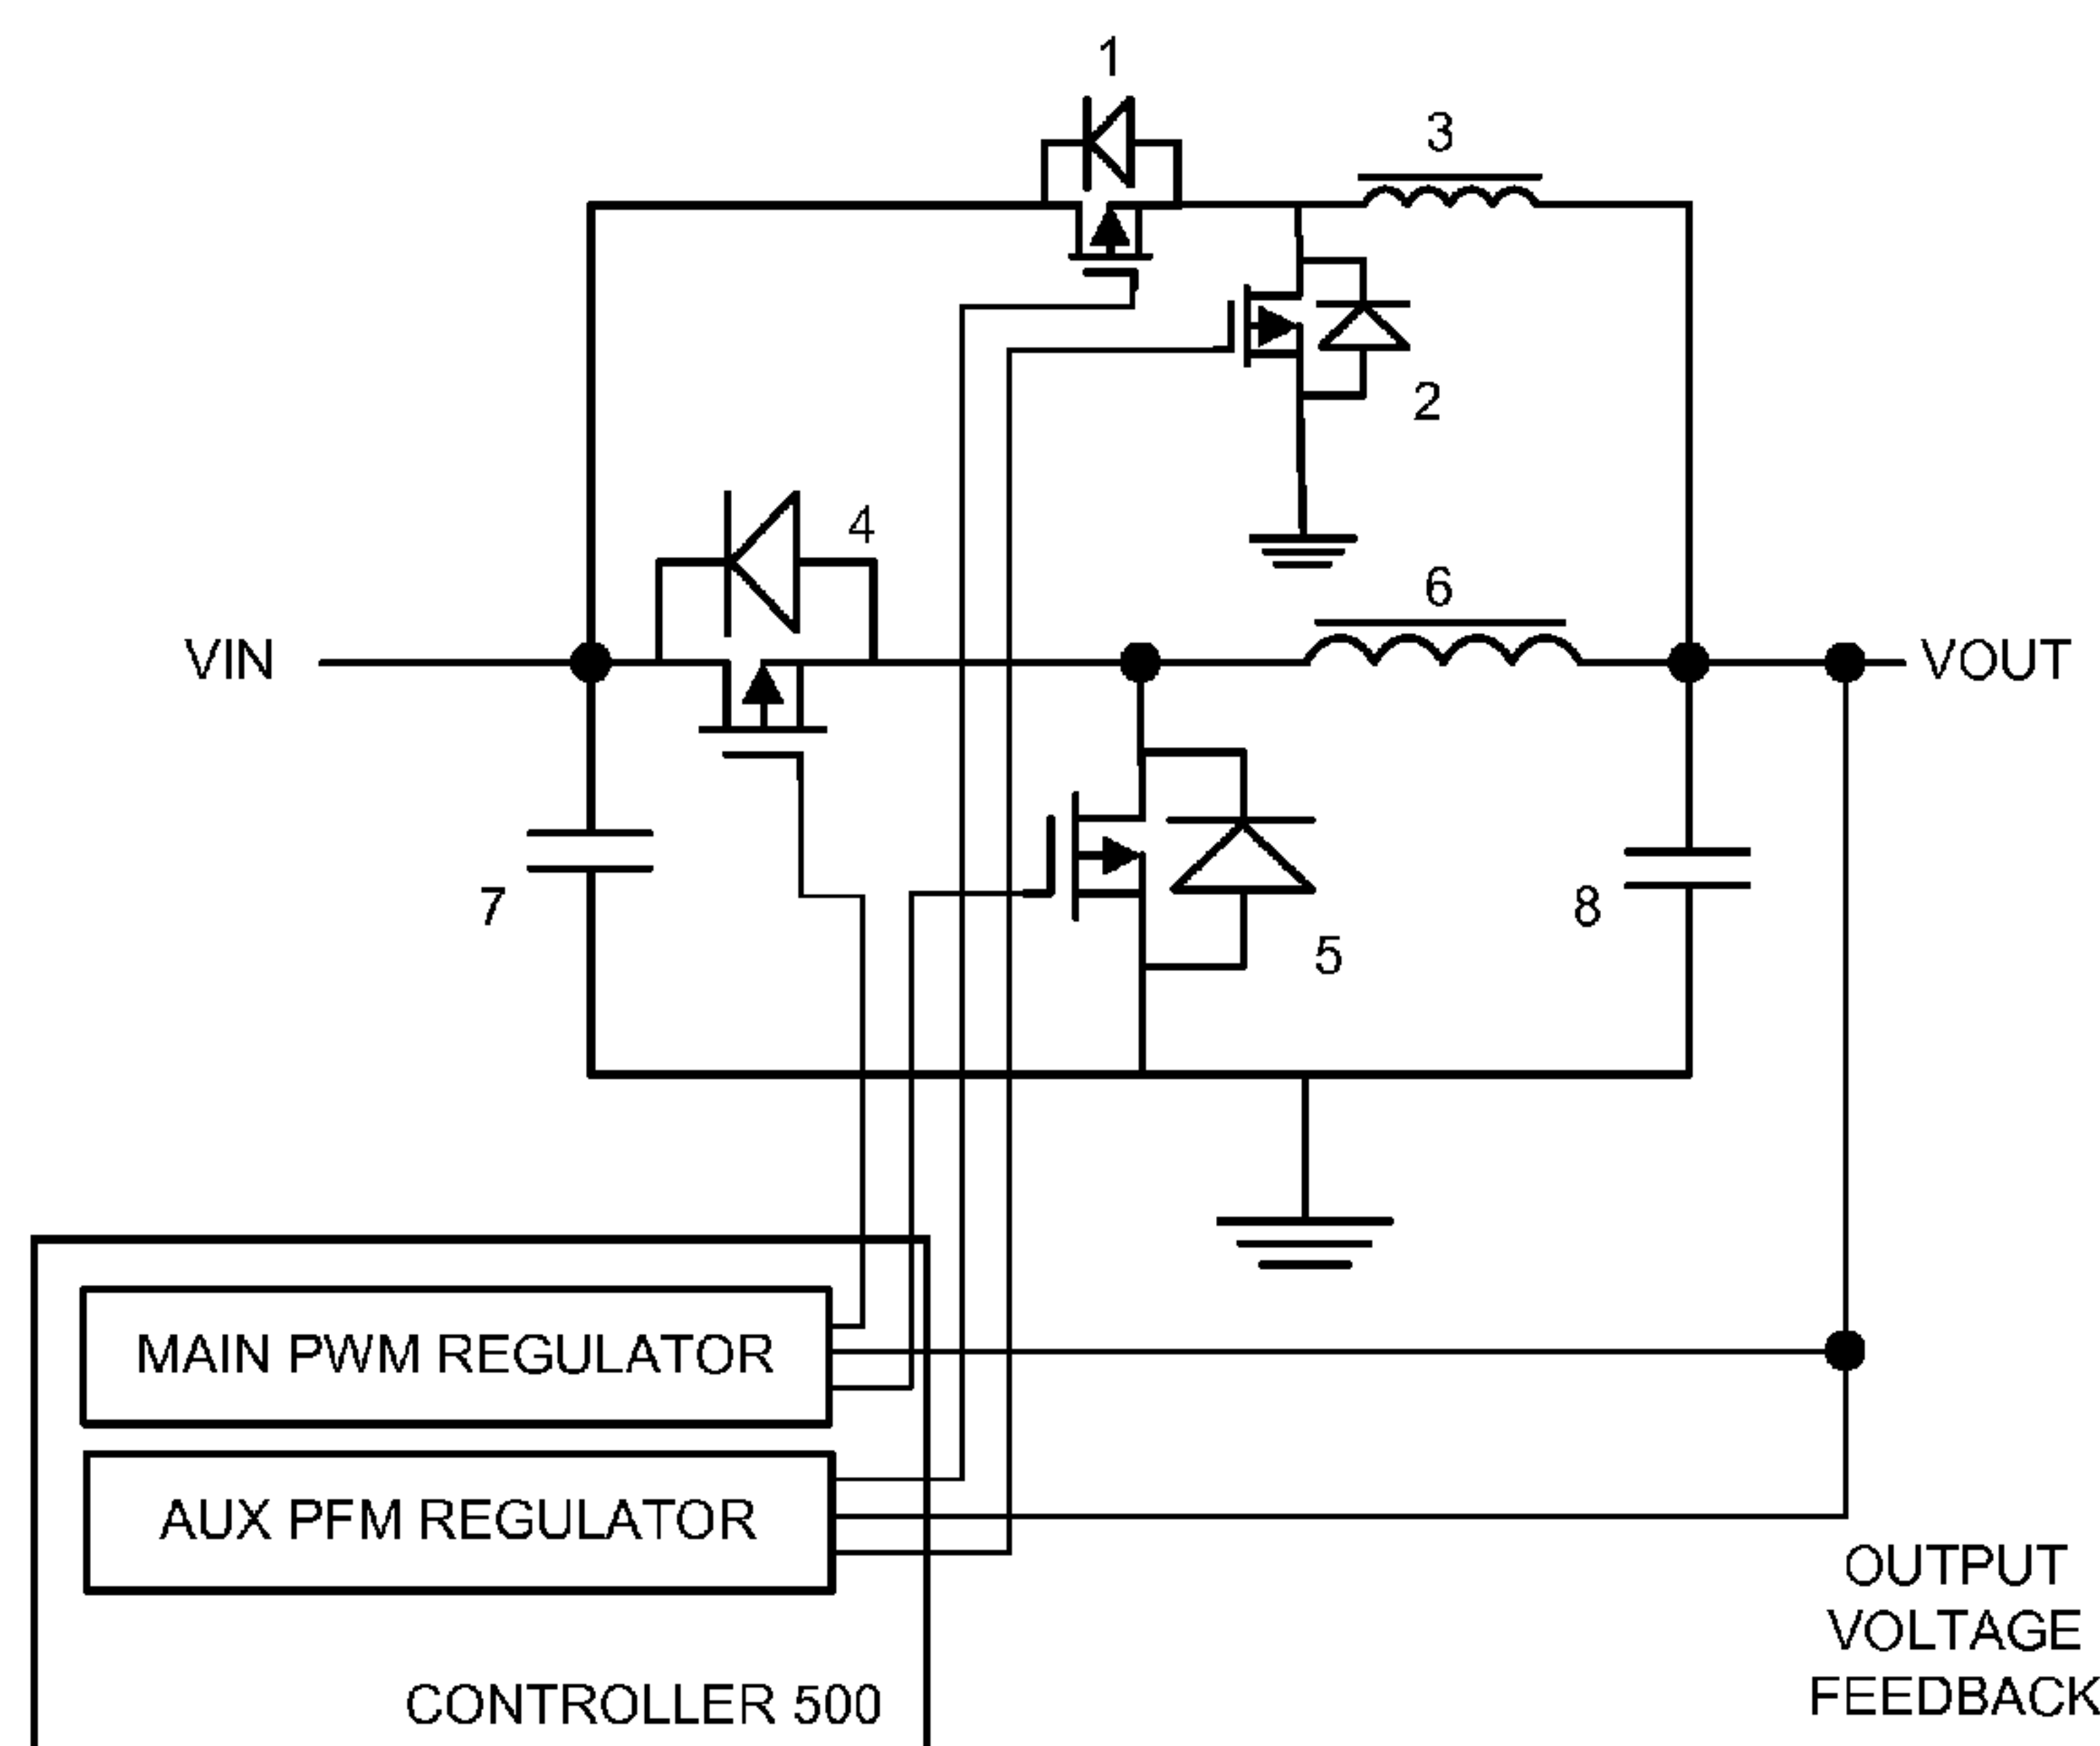 1
3
2
4
6
VIN
VOUT
7
8
5
MAIN PWM REGULATOR
AUX PFM REGULATOR
OUTPUT
VOLTAGE
FEEDBACK
CONTROLLER 500